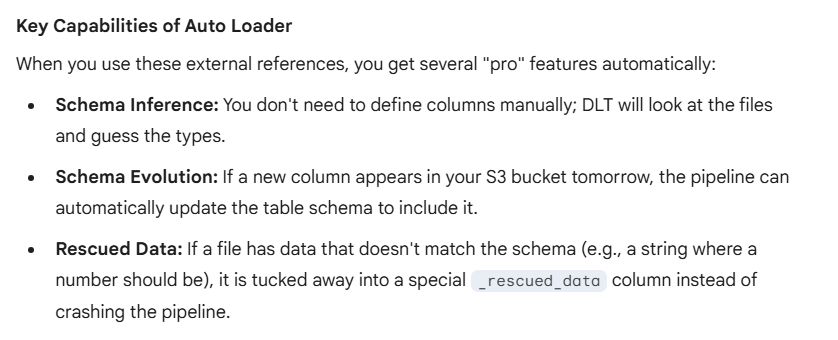 Key Capabilities of Auto Loader
When you use these external references, you get several "pro" features automatically:
• Schema Inference: You don't need to define columns manually; DLT will look at the files
and guess the types.
• Schema Evolution: If a new column appears in your S3 bucket tomorrow, the pipeline can
automatically update the table schema to include it.
• Rescued Data: If a file has data that doesn't match the schema (e.g., a string where a
number should be), it is tucked away into a special _rescued_data column instead of
crashing the pipeline.